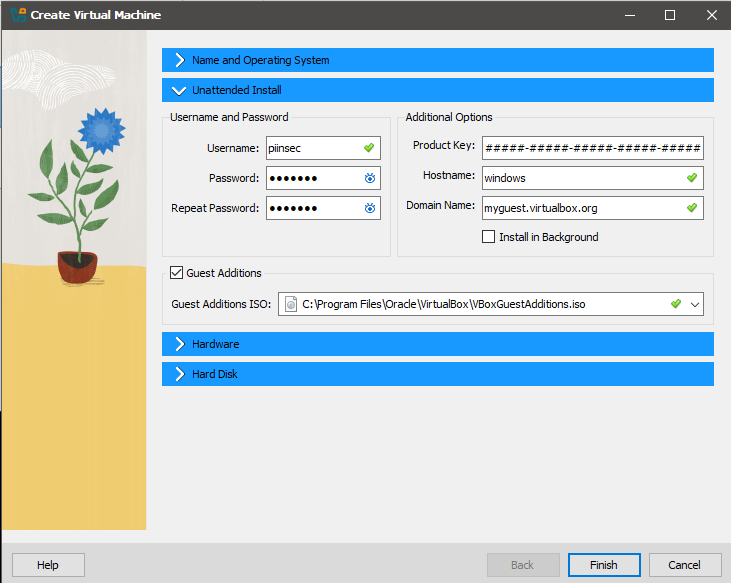 Create Virtual Machine
Name and Operating System
Unattended Install
Username and Password
Username: piinsec
Password: ●●●●●●●
Repeat Password: ●●●●●●●
Additional Options
Product Key: #####-#####-#####-#####-#####
Hostname: windows
Domain Name: myguest.virtualbox.org
Install in Background
Guest Additions
Guest Additions ISO: C:\Program Files\Oracle\VirtualBox\VBoxGuestAdditions.iso
Hardware
Hard Disk
Help Back Finish Cancel